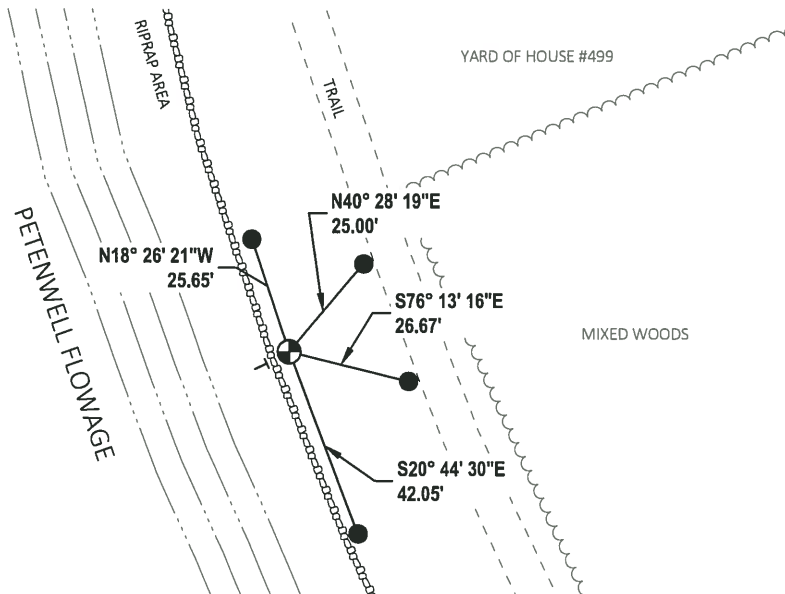 RIPRAP AREA
TRAIL
YARD OF HOUSE #499
N40° 28' 19"E
25.00'
N18° 26' 21"W
25.65'
S76° 13' 16"E
26.67'
MIXED WOODS
PETENWELL FLOWAGE
S20° 44' 30"E
42.05'